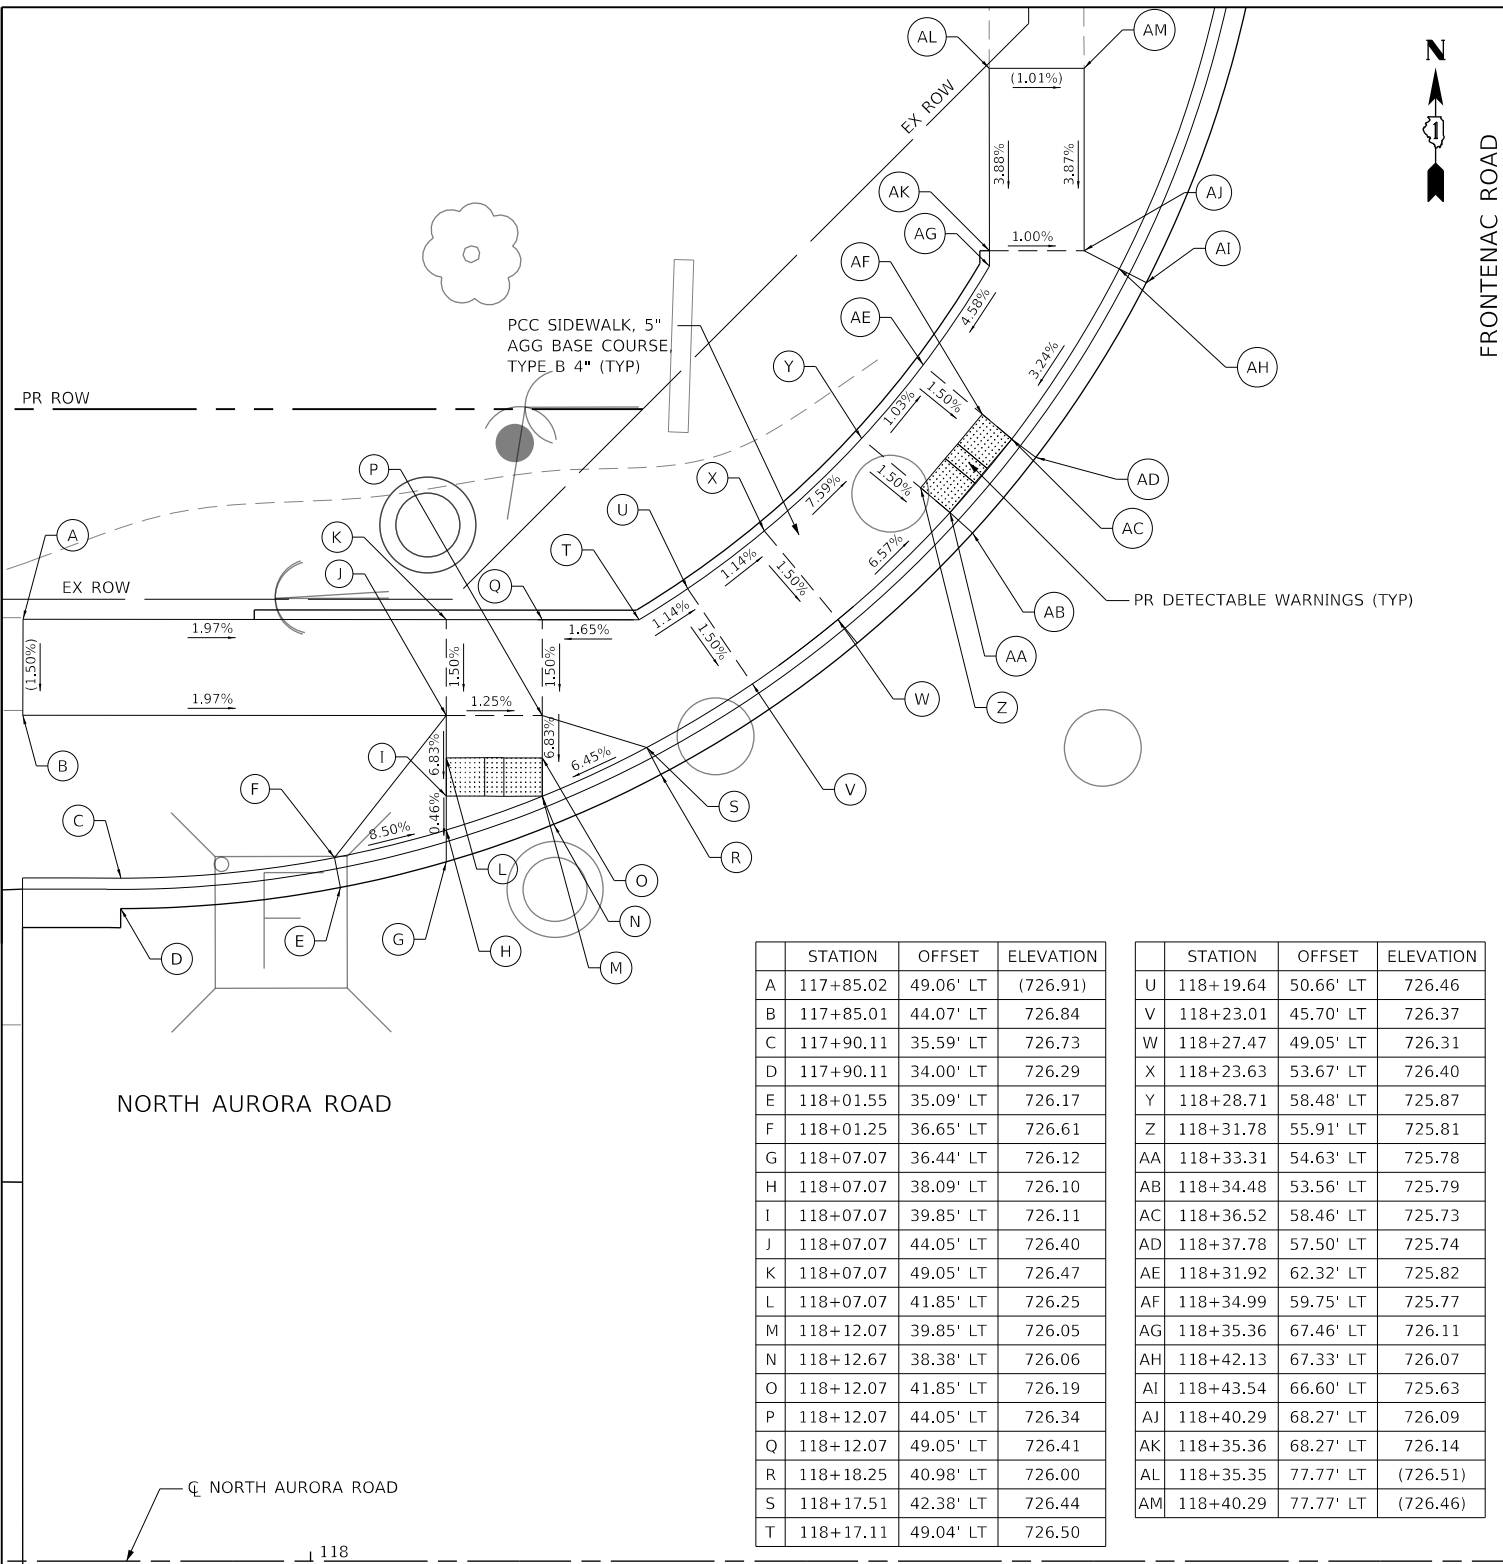 AL
AM
N
(1.01%)
EX ROW
1
FRONTENAC ROAD
3.88%
3.87%
AK
AJ
AG
1.00%
AI
AF
4.58%
AE
PCC SIDEWALK, 5"
AGG BASE COURSE,
TYPE B 4" (TYP)
3.24%
AH
Y
1.50%
PR ROW
1.03%
P
X
1.50%
AD
7.59%
U
AC
A
K
T
6.57%
1.14%
J
1.50%
EX ROW
Q
PR DETECTABLE WARNINGS (TYP)
AB
1.97%
1.65%
1.14%
1.50%
(1.50%)
1.50%
1.50%
AA
1.97%
1.25%
W
Z
6.83%
6.83%
I
6.45%
B
F
V
S
C
0.46%
8.50%
R
L
O
N
E
G
H
D
M
NORTH AURORA ROAD
STATION OFFSET ELEVATION
A 117+85.02 49.06' LT (726.91)
B 117+85.01 44.07' LT 726.84
C 117+90.11 35.59' LT 726.73
D 117+90.11 34.00' LT 726.29
E 118+01.55 35.09' LT 726.17
F 118+01.25 36.65' LT 726.61
G 118+07.07 36.44' LT 726.12
H 118+07.07 38.09' LT 726.10
I 118+07.07 39.85' LT 726.11
J 118+07.07 44.05' LT 726.40
K 118+07.07 49.05' LT 726.47
L 118+07.07 41.85' LT 726.25
M 118+12.07 39.85' LT 726.05
N 118+12.67 38.38' LT 726.06
O 118+12.07 41.85' LT 726.19
P 118+12.07 44.05' LT 726.34
Q 118+12.07 49.05' LT 726.41
R 118+18.25 40.98' LT 726.00
S 118+17.51 42.38' LT 726.44
T 118+17.11 49.04' LT 726.50
STATION OFFSET ELEVATION
U 118+19.64 50.66' LT 726.46
V 118+23.01 45.70' LT 726.37
W 118+27.47 49.05' LT 726.31
X 118+23.63 53.67' LT 726.40
Y 118+28.71 58.48' LT 725.87
Z 118+31.78 55.91' LT 725.81
AA 118+33.31 54.63' LT 725.78
AB 118+34.48 53.56' LT 725.79
AC 118+36.52 58.46' LT 725.73
AD 118+37.78 57.50' LT 725.74
AE 118+31.92 62.32' LT 725.82
AF 118+34.99 59.75' LT 725.77
AG 118+35.36 67.46' LT 726.11
AH 118+42.13 67.33' LT 726.07
AI 118+43.54 66.60' LT 725.63
AJ 118+40.29 68.27' LT 726.09
AK 118+35.36 68.27' LT 726.14
AL 118+35.35 77.77' LT (726.51)
AM 118+40.29 77.77' LT (726.46)
℄ NORTH AURORA ROAD
118